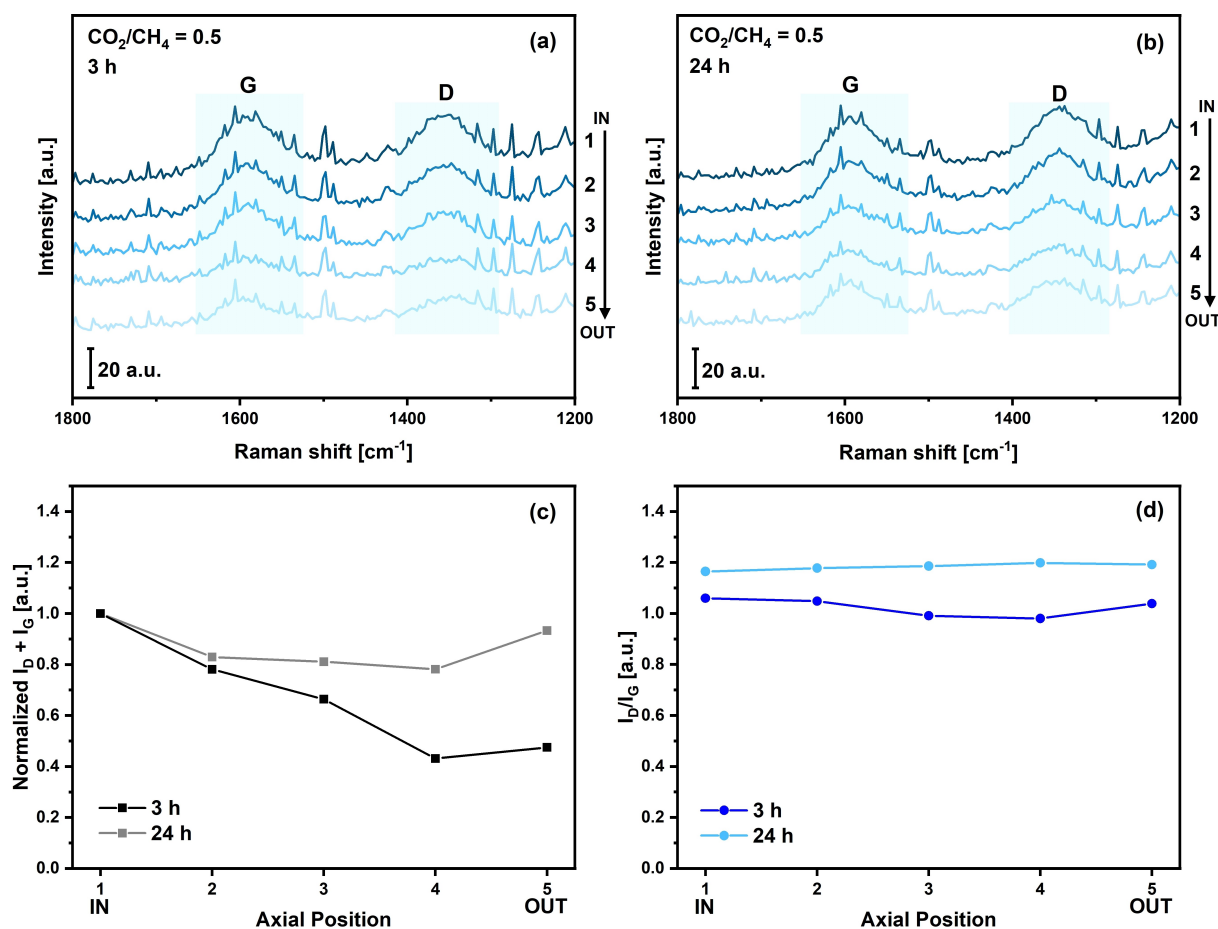 CO₂/CH₄ = 0.5
3 h
(a)
G
D
IN
1
2
3
4
5
OUT
20 a.u.
Intensity [a.u.]
1800 1600 1400 1200
Raman shift [cm⁻¹]
CO₂/CH₄ = 0.5
24 h
(b)
G
D
IN
1
2
3
4
5
OUT
20 a.u.
Intensity [a.u.]
1800 1600 1400 1200
Raman shift [cm⁻¹]
(c)
Normalized I_D + I_G [a.u.]
1.4
1.2
1.0
0.8
0.6
0.4
0.2
0.0
3 h
24 h
1 2 3 4 5
IN OUT
Axial Position
(d)
I_D/I_G [a.u.]
1.4
1.2
1.0
0.8
0.6
0.4
0.2
0.0
3 h
24 h
1 2 3 4 5
IN OUT
Axial Position